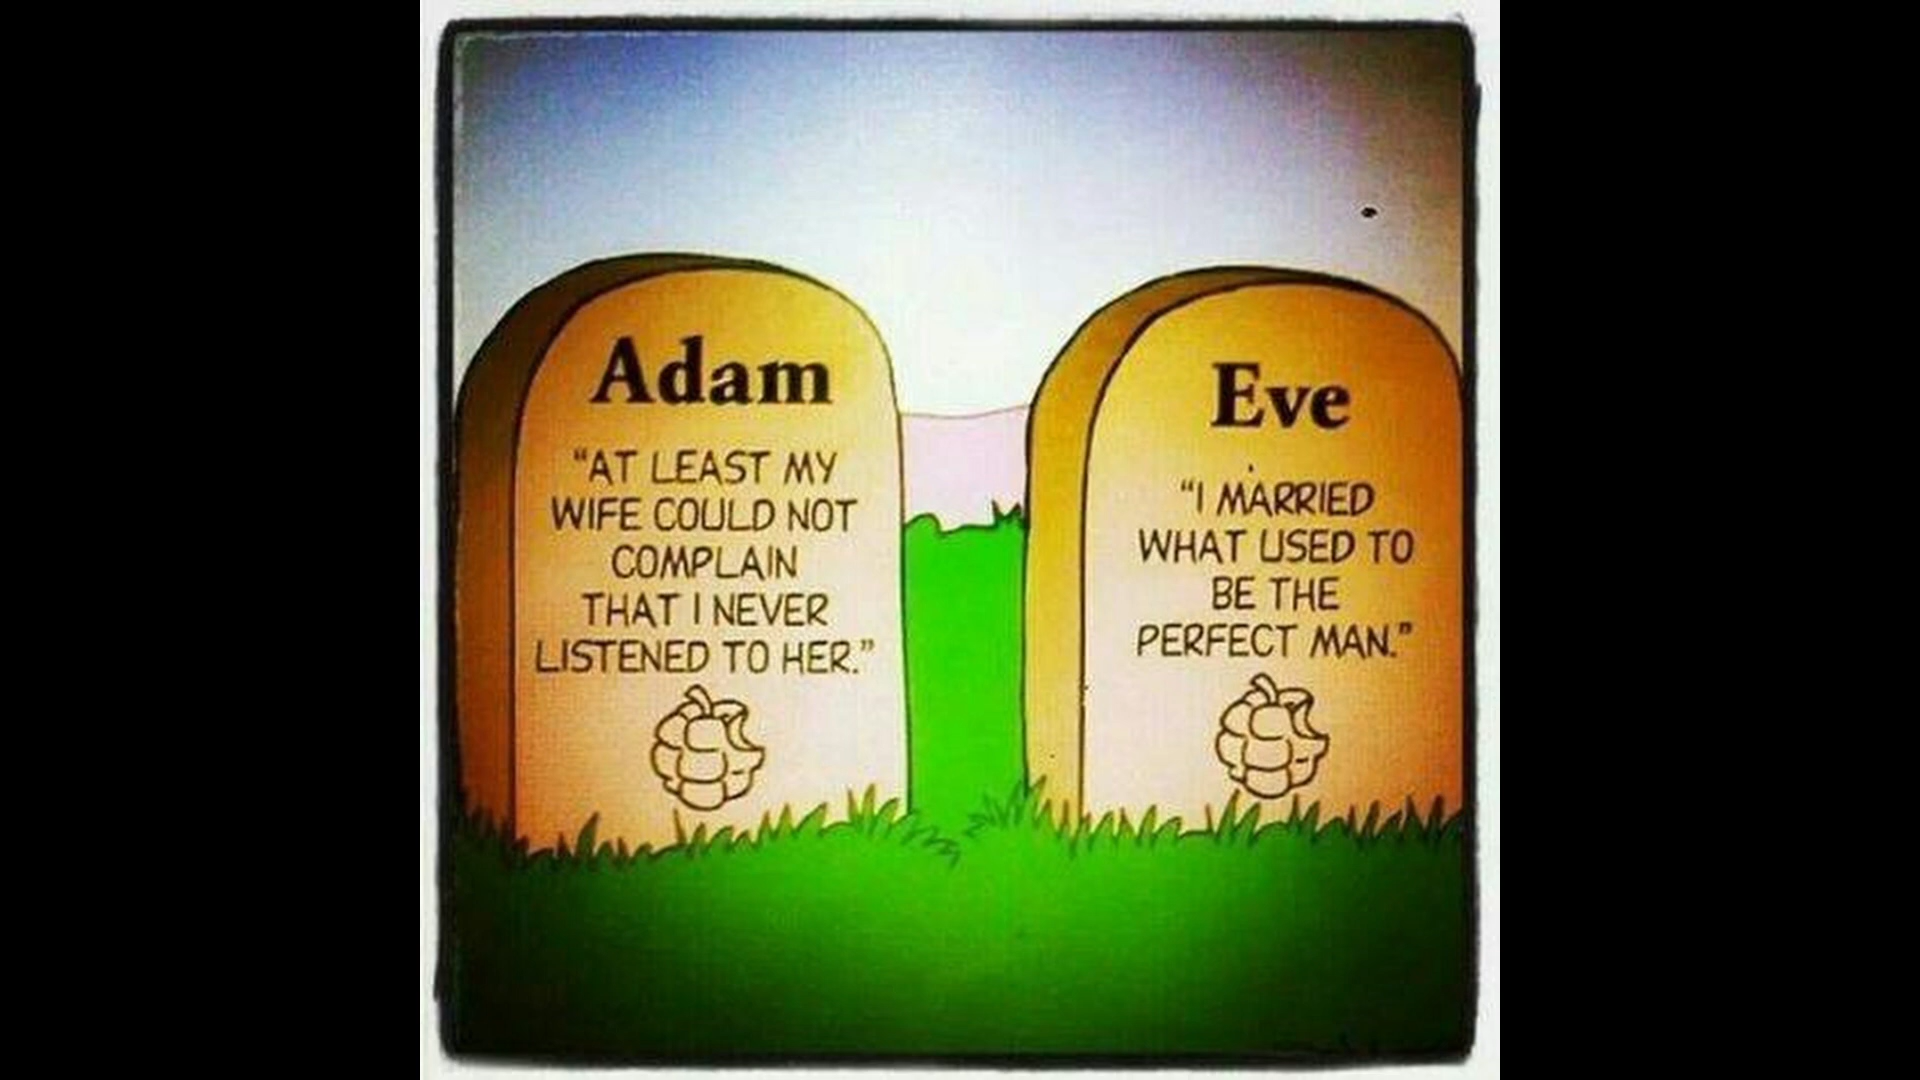 Adam
“AT LEAST MY
WIFE COULD NOT
COMPLAIN
THAT I NEVER
LISTENED TO HER.”
Eve
“I MARRIED
WHAT USED TO
BE THE
PERFECT MAN.”